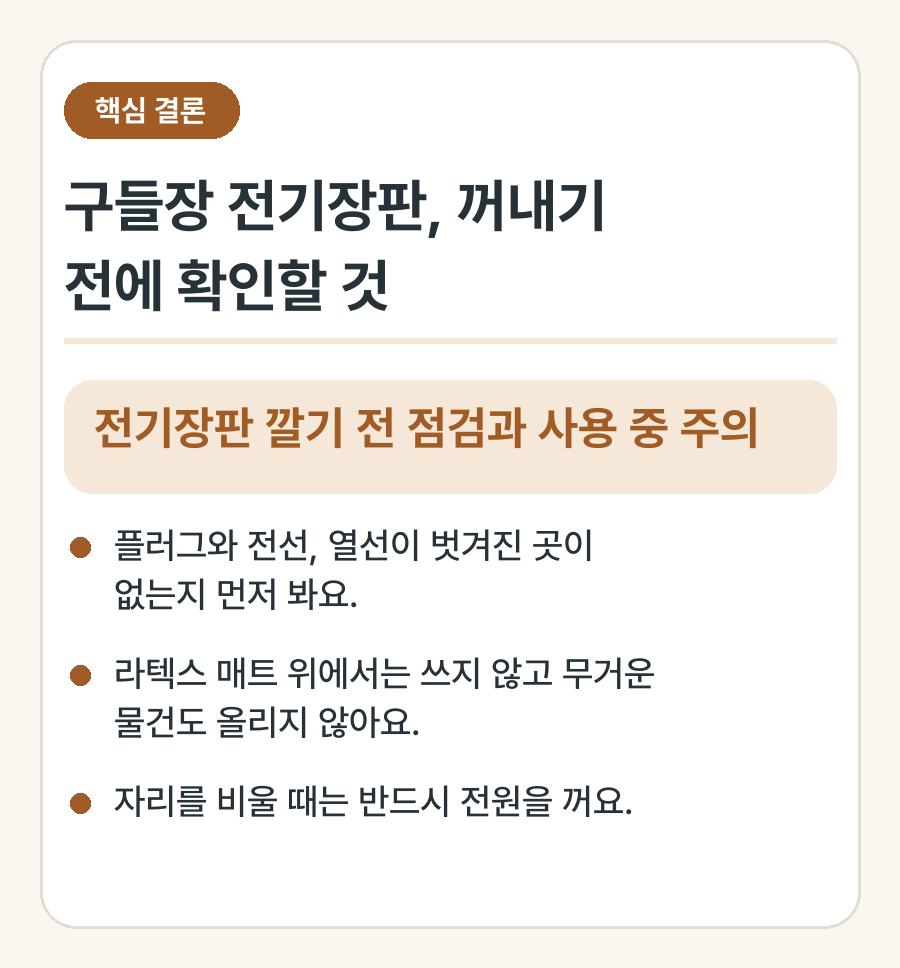 핵심 결론
구들장 전기장판, 꺼내기
전에 확인할 것
전기장판 깔기 전 점검과 사용 중 주의
플러그와 전선, 열선이 벗겨진 곳이
없는지 먼저 봐요.
라텍스 매트 위에서는 쓰지 않고 무거운
물건도 올리지 않아요.
자리를 비울 때는 반드시 전원을 꺼요.